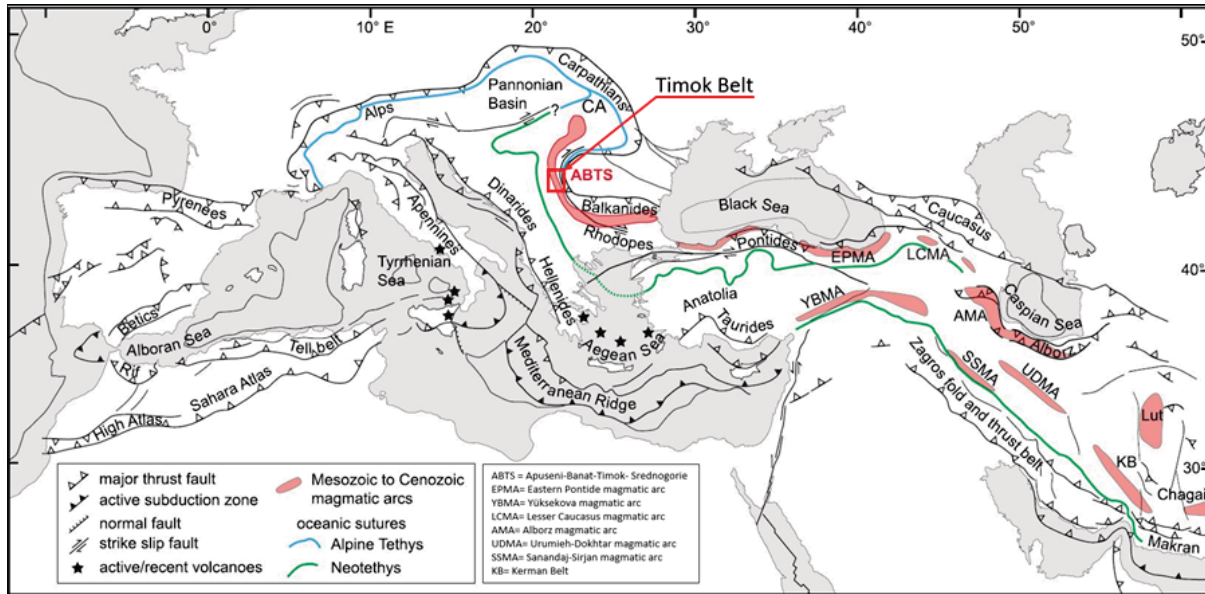 0° 10° E 20° 30° 40° 50°
50°
40°
30°
Timok Belt
Carpathians
Pannonian
Basin
?
CA
Alps
ABTS
Pyrenees
Apennines
Dinarides
Balkanides
Rhodopes
Black Sea
Caucasus
Pontides
EPMA
LCMA
Tyrrhenian
Sea
Hellenides
Anatolia
Taurides
YBMA
AMA
Caspian Sea
Alborz
Betics
Alboran Sea
Rif
Tell belt
Aegean Sea
Mediterranean Ridge
High Atlas
Sahara Atlas
Zagros fold and thrust belt
SSMA
UDMA
Lut
KB
Chagai
Makran
major thrust fault
active subduction zone
normal fault
strike slip fault
active/recent volcanoes
Mesozoic to Cenozoic
magmatic arcs
oceanic sutures
Alpine Tethys
Neotethys
ABTS = Apuseni-Banat-Timok- Srednogorie
EPMA= Eastern Pontide magmatic arc
YBMA= Yüksekova magmatic arc
LCMA= Lesser Caucasus magmatic arc
AMA= Alborz magmatic arc
UDMA= Urumieh-Dokhtar magmatic arc
SSMA= Sanandaj-Sirjan magmatic arc
KB= Kerman Belt